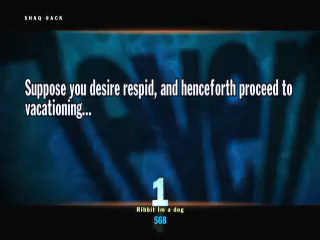 SHAQ HACK
Suppose you desire respid, and henceforth proceed to
vacationing...
1
Ribbit Im a dog
$68